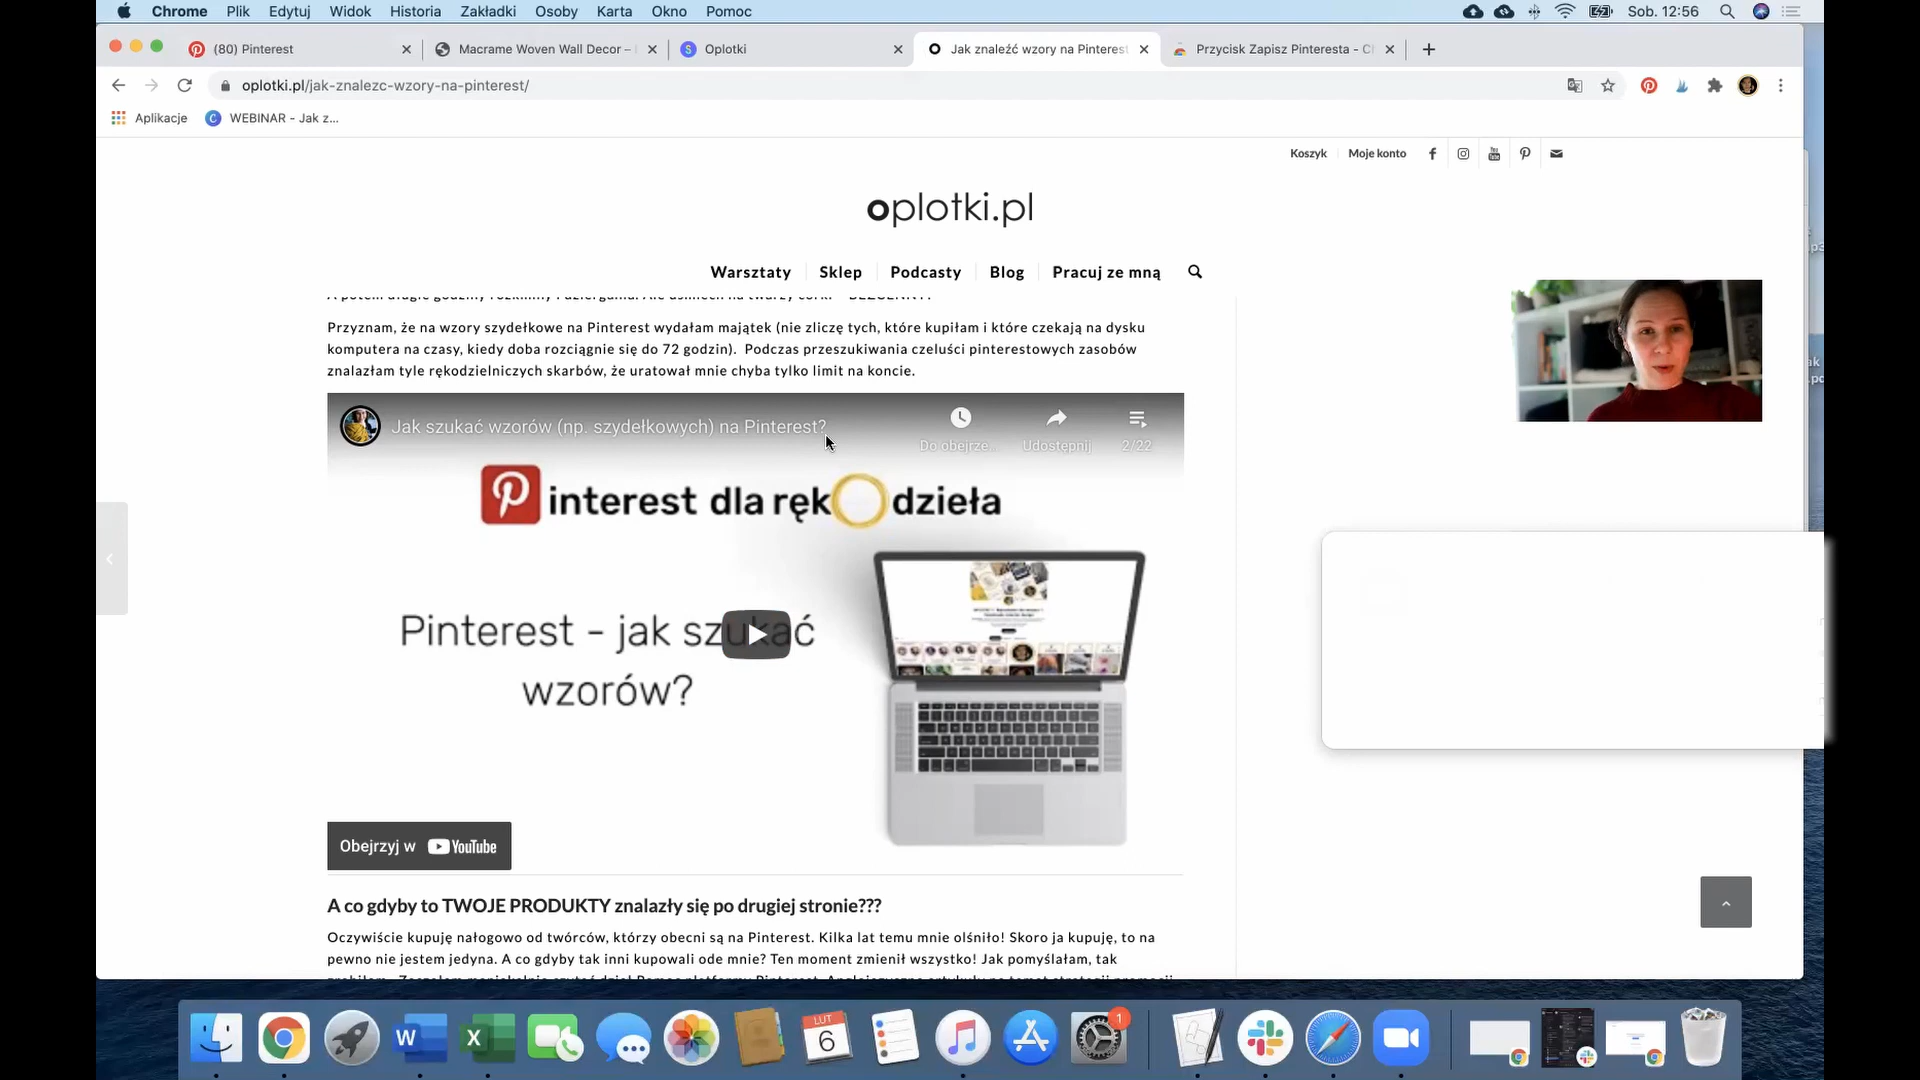 Chrome Plik Edytuj Widok Historia Zakładki Osoby Karta Okno Pomoc Sob. 12:56
(80) Pinterest
Macrame Woven Wall Decor –
Oplotki
Jak znaleźć wzory na Pinterest
Przycisk Zapisz Pinteresta - Ch
oplotki.pl/jak-znalezc-wzory-na-pinterest/
Aplikacje WEBINAR - Jak z...
Koszyk Moje konto
oplotki.pl
Warsztaty Sklep Podcasty Blog Pracuj ze mną
Przyznam, że na wzory szydełkowe na Pinterest wydałam majątek (nie zliczę tych, które kupiłam i które czekają na dysku
komputera na czasy, kiedy doba rozciągnie się do 72 godzin). Podczas przeszukiwania czeluści pinterestowych zasobów
znalazłam tyle rękodzielniczych skarbów, że uratował mnie chyba tylko limit na koncie.
Jak szukać wzorów (np. szydełkowych) na Pinterest?
Do obejrze... Udostępnij 2/22
Pinterest dla rękodzieła
Pinterest - jak szukać
wzorów?
Obejrzyj w YouTube
A co gdyby to TWOJE PRODUKTY znalazły się po drugiej stronie???
Oczywiście kupuję nałogowo od twórców, którzy obecni są na Pinterest. Kilka lat temu mnie olśniło! Skoro ja kupuję, to na
pewno nie jestem jedyna. A co gdyby tak inni kupowali ode mnie? Ten moment zmienił wszystko! Jak pomyślałam, tak
LUT
6
1